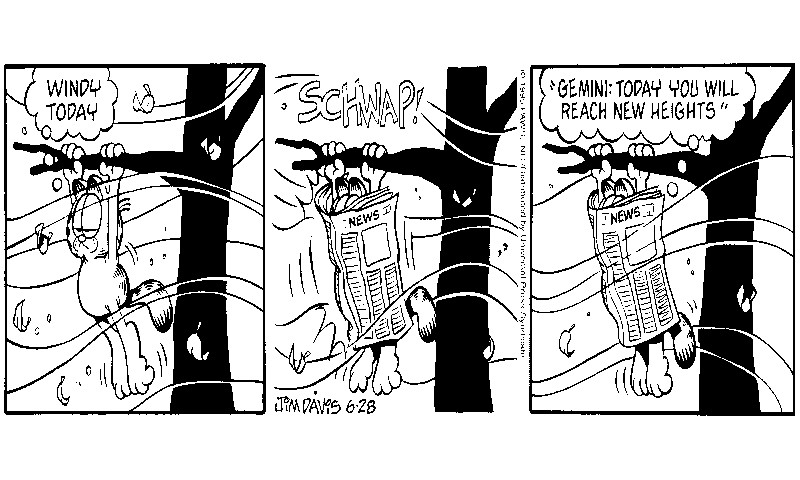 WINDY
TODAY
SCHWAP!
NEWS
JIM DAVIS 6·28
"GEMINI: TODAY YOU WILL
REACH NEW HEIGHTS"
NEWS